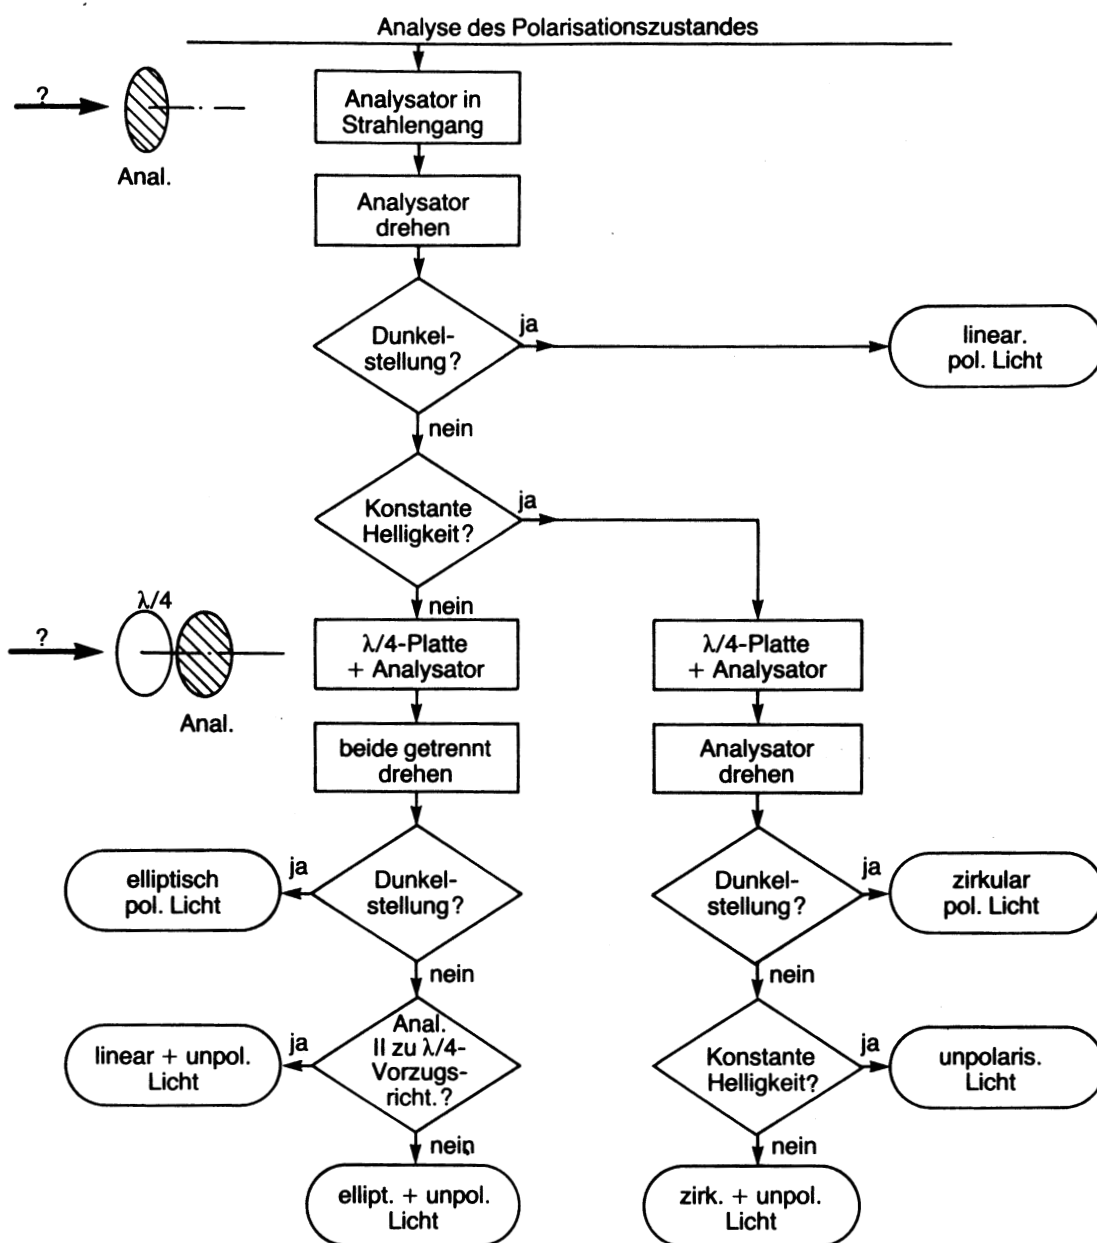 Analyse des Polarisationszustandes
?
Anal.
Analysator in
Strahlengang
Analysator
drehen
Dunkel-
stellung?
ja
linear.
pol. Licht
nein
Konstante
Helligkeit?
ja
nein
λ/4
?
Anal.
λ/4-Platte
+ Analysator
λ/4-Platte
+ Analysator
beide getrennt
drehen
Analysator
drehen
elliptisch
pol. Licht
ja
Dunkel-
stellung?
Dunkel-
stellung?
ja
zirkular
pol. Licht
nein
nein
linear + unpol.
Licht
ja
Anal.
II zu λ/4-
Vorzugs-
richt.?
Konstante
Helligkeit?
ja
unpolaris.
Licht
nein
nein
ellipt. + unpol.
Licht
zirk. + unpol.
Licht